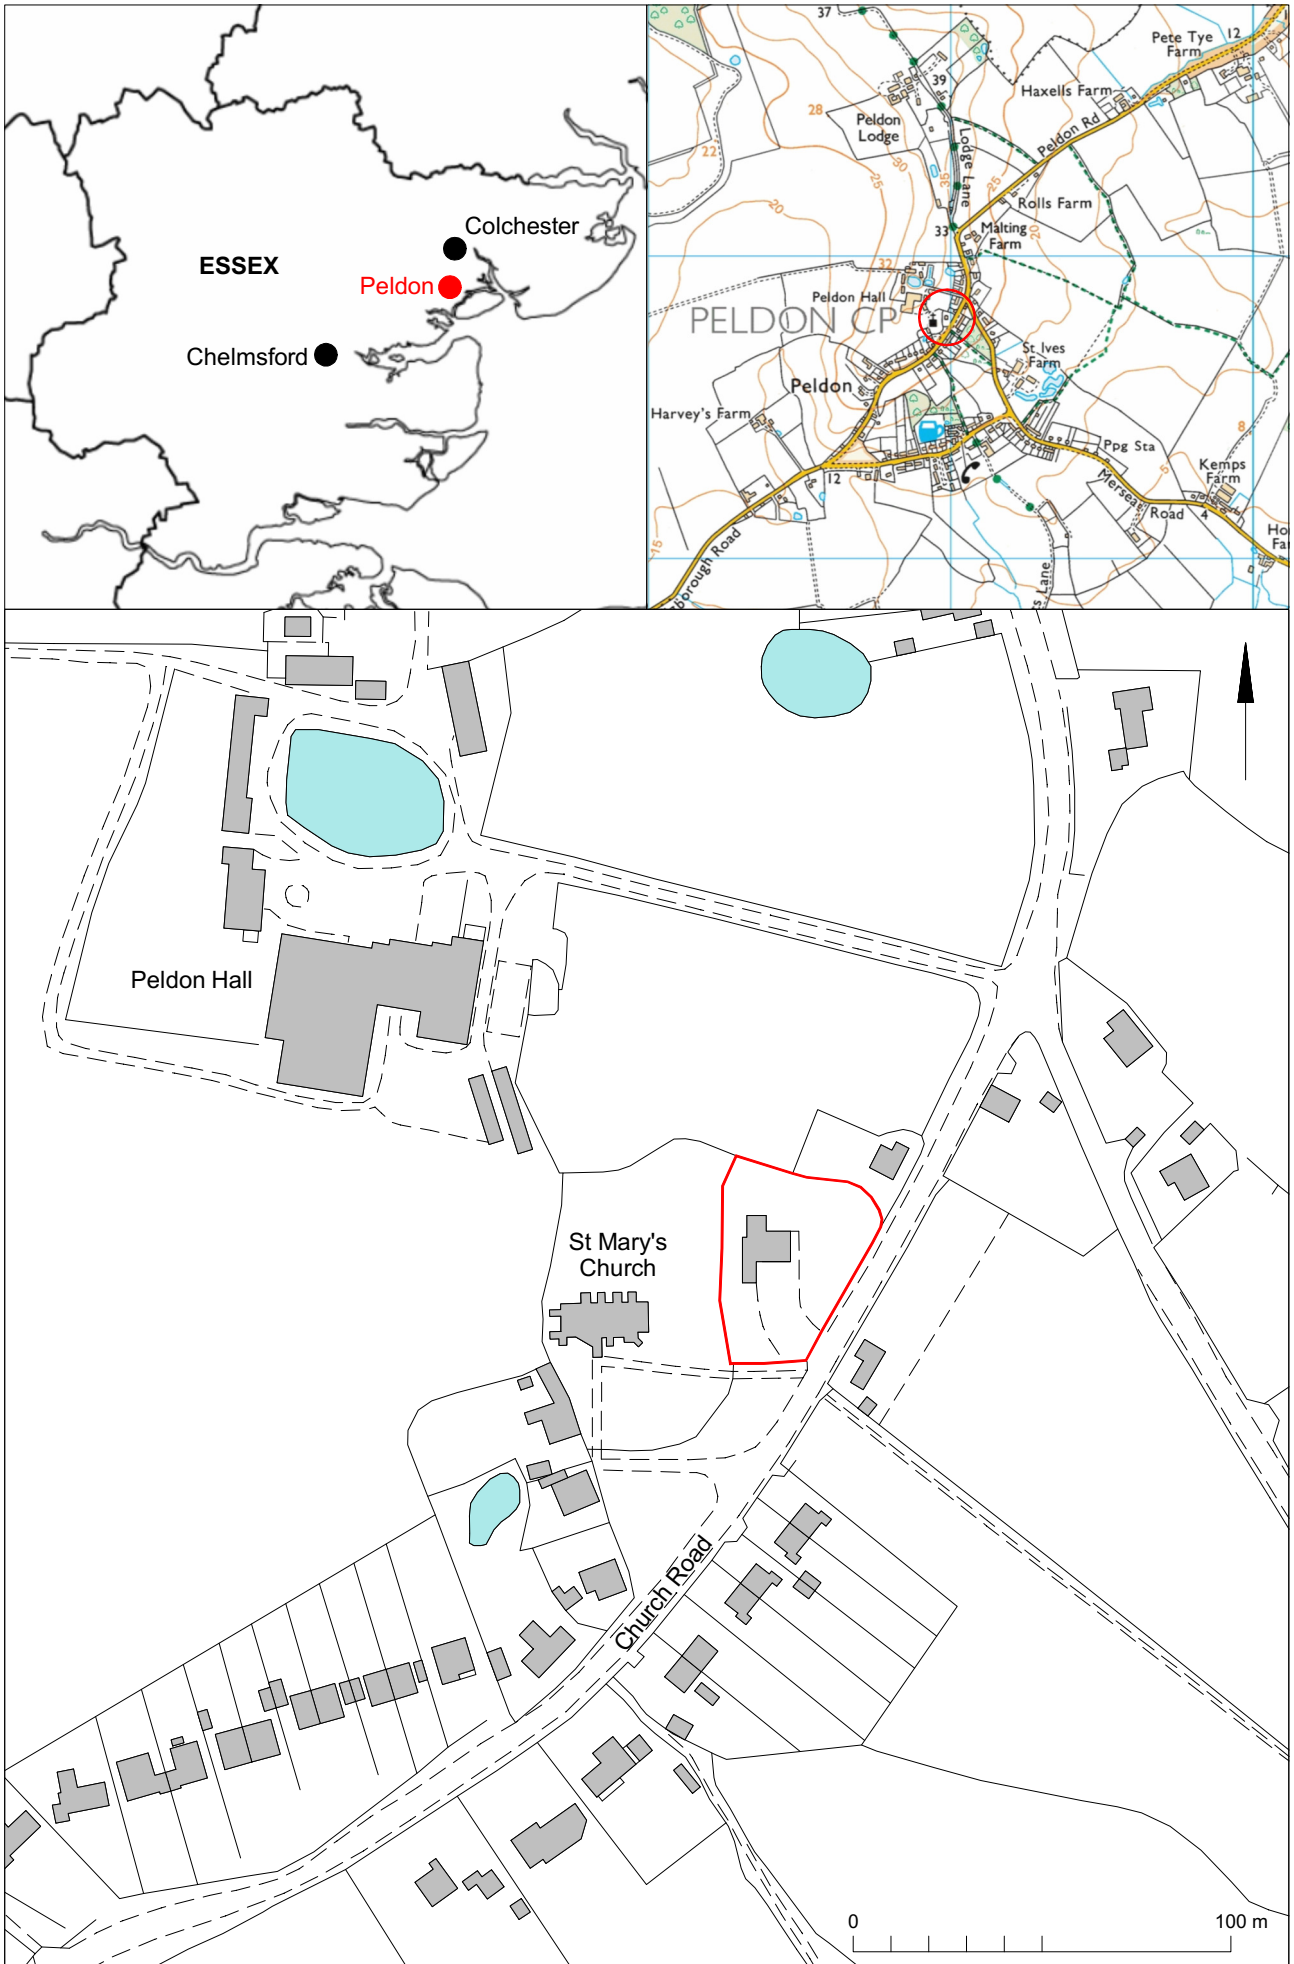 Colchester
ESSEX
Peldon
Chelmsford
37
Pete Tye
Farm
12
39
Haxells Farm
28
Peldon
Lodge
Peldon Rd
22
30
25
35
25
Lodge Lane
20
Rolls Farm
33
Malting
Farm
20
32
Peldon Hall
PELDON CP
St Ives
Farm
Peldon
Harvey's Farm
8
Ppg Sta
12
Kemps
Farm
5
Mersea
Road
4
15
borough Road
Lane
Peldon Hall
St Mary's
Church
Church Road
0
100 m